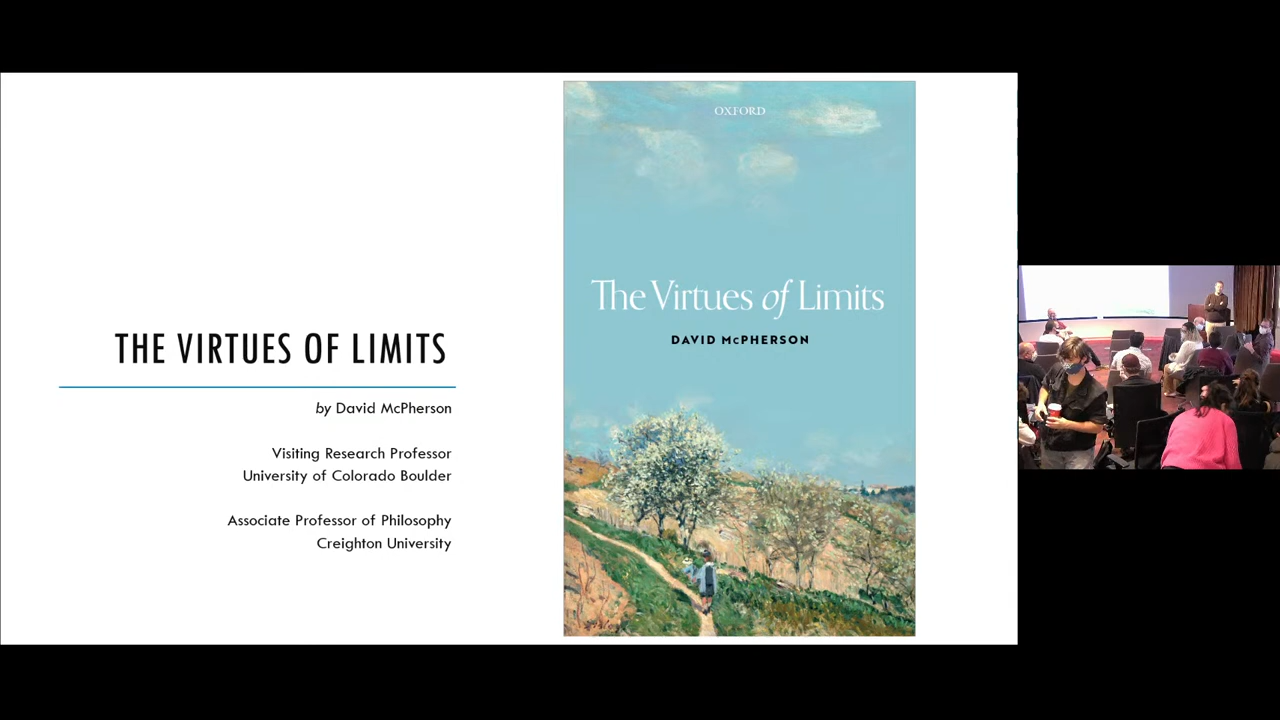 THE VIRTUES OF LIMITS
by David McPherson
Visiting Research Professor
University of Colorado Boulder
Associate Professor of Philosophy
Creighton University
OXFORD
The Virtues of Limits
DAVID McPHERSON